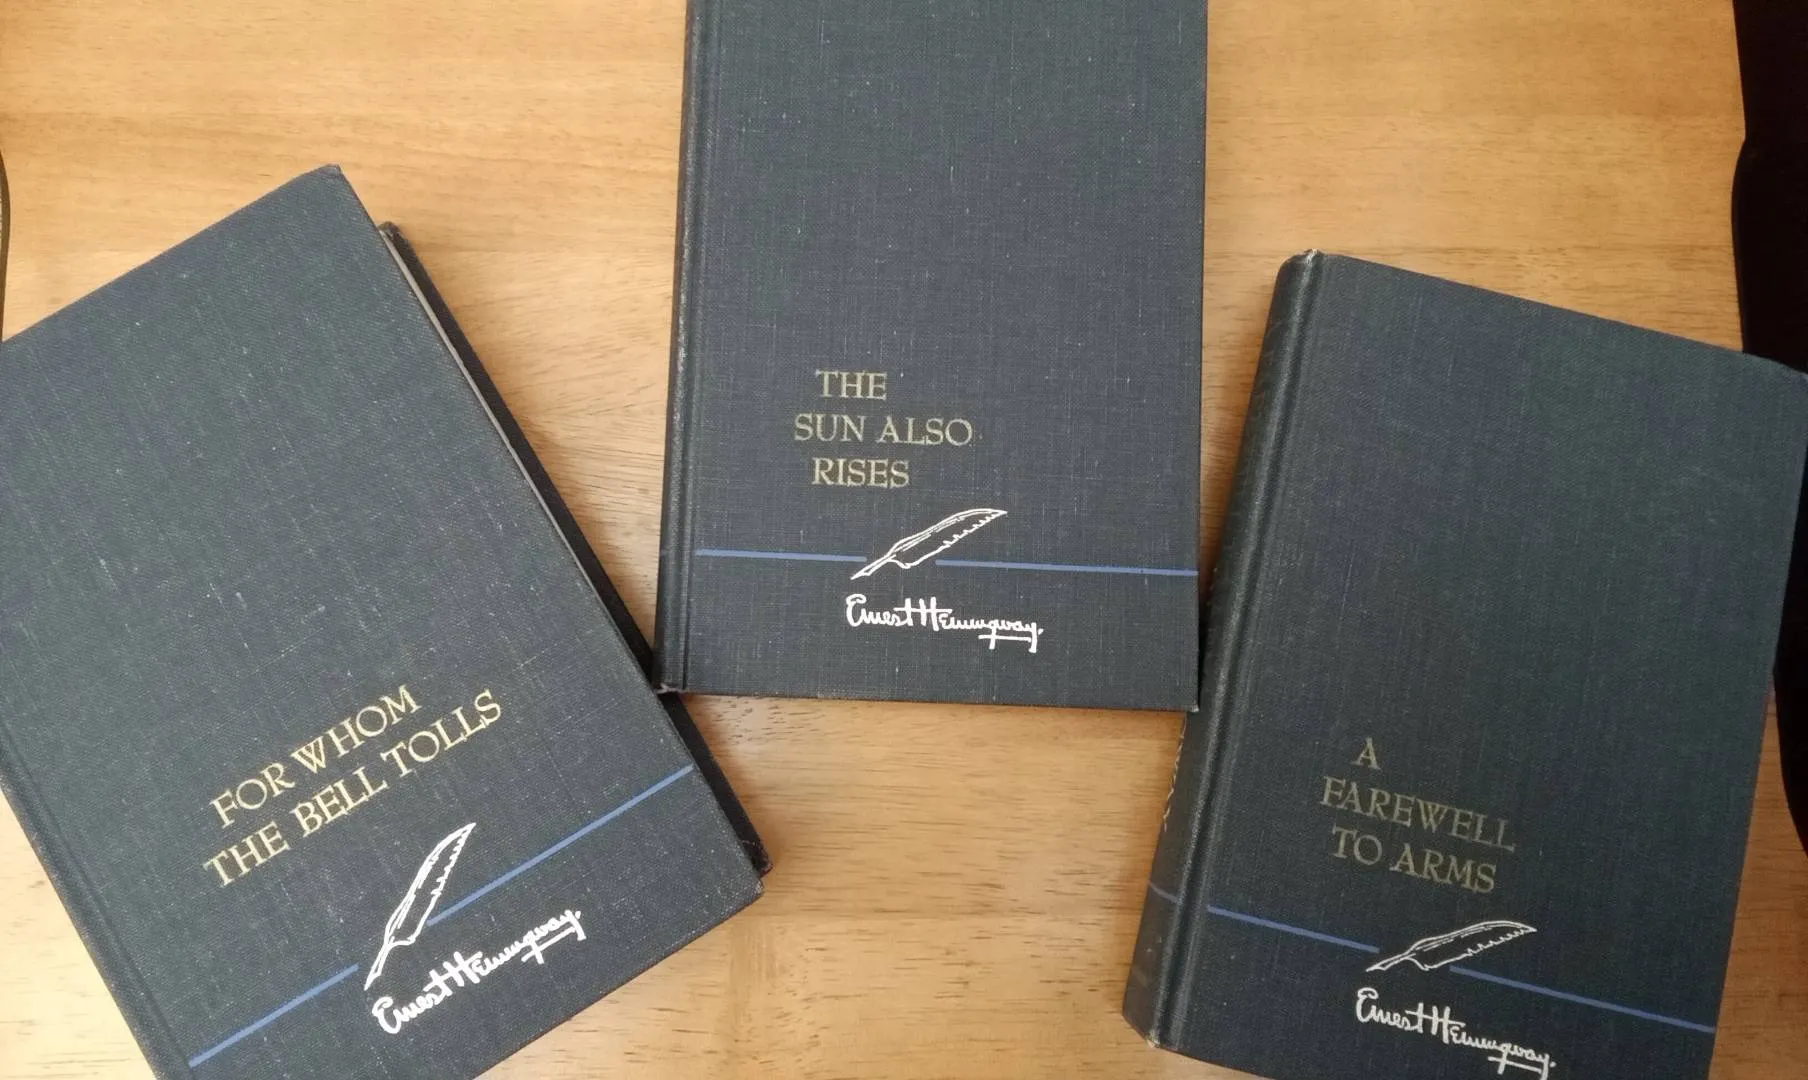 FOR WHOM
THE BELL TOLLS
Ernest Hemingway.
THE
SUN ALSO
RISES
Ernest Hemingway.
A
FAREWELL
TO ARMS
Ernest Hemingway.